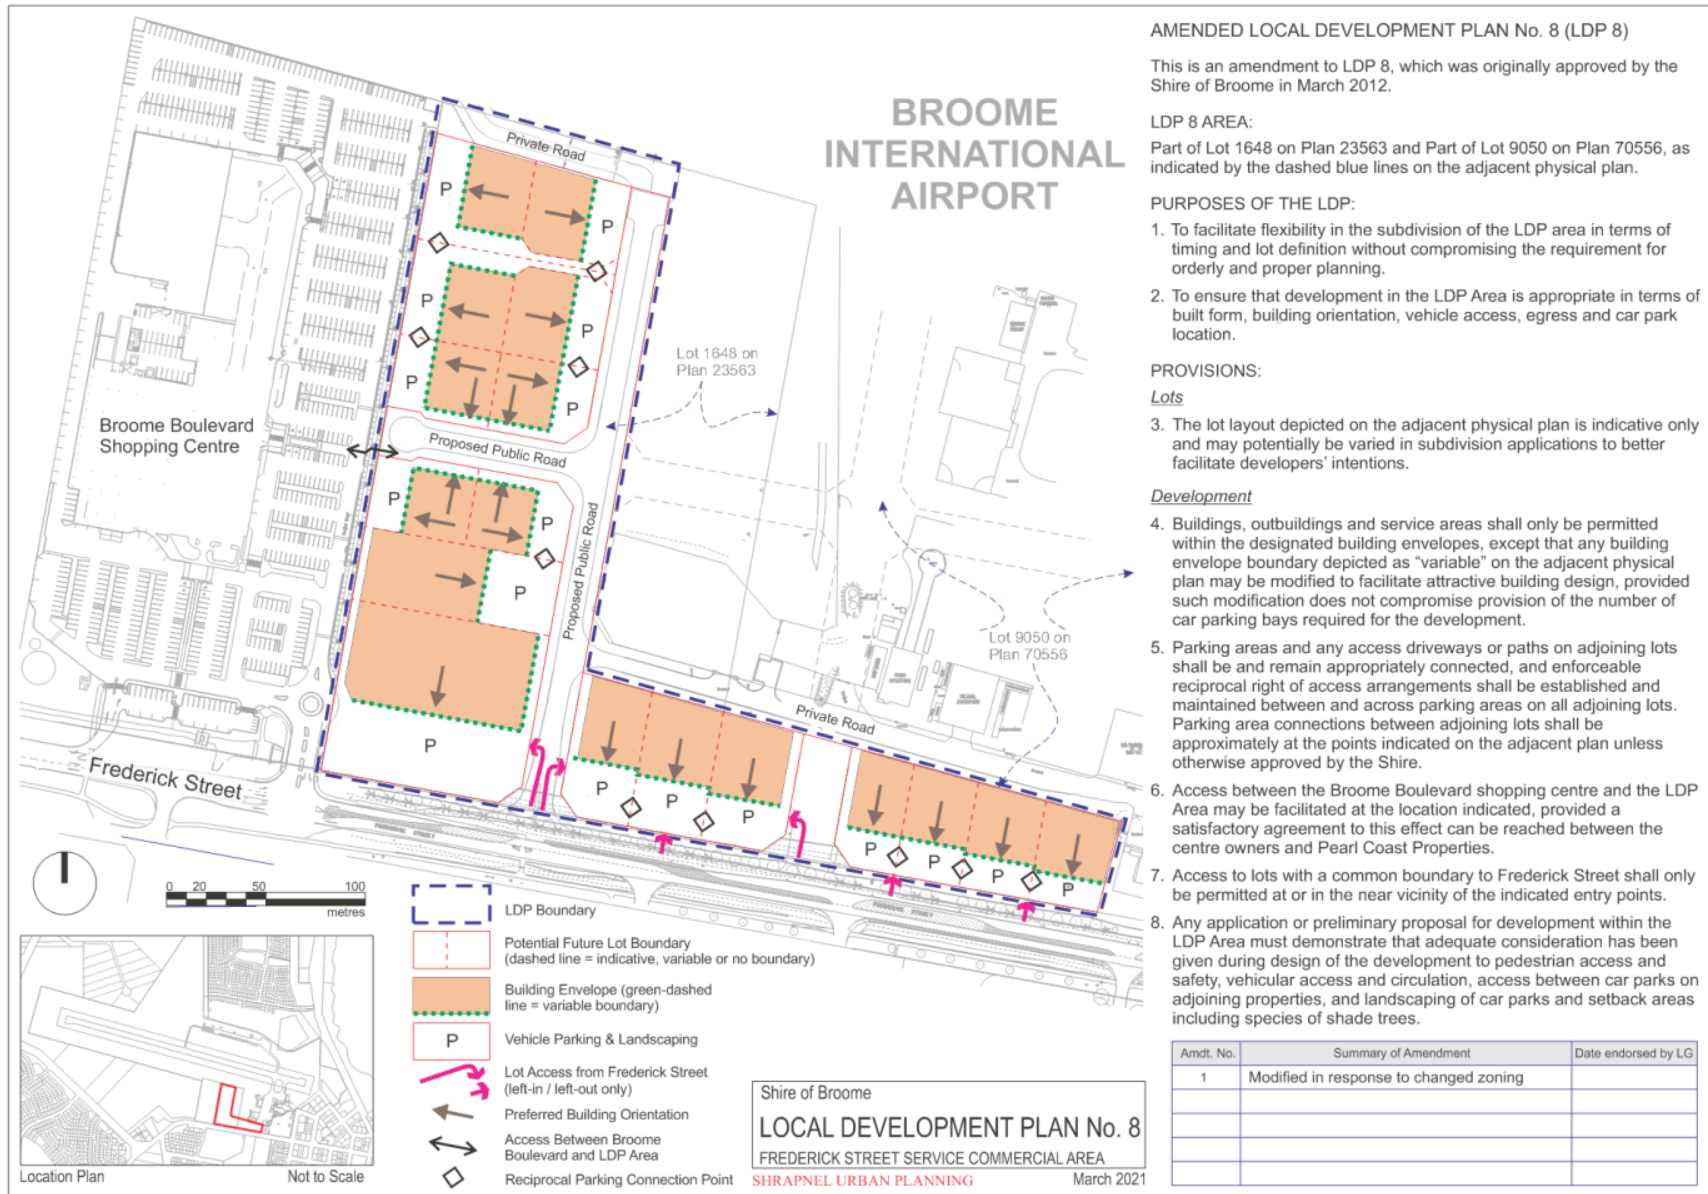 BROOME
INTERNATIONAL
AIRPORT
Private Road
P
P
P
P
P
P
Lot 1648 on
Plan 23563
Broome Boulevard
Shopping Centre
Proposed Public Road
P
P
P
Proposed Public Road
Lot 9050 on
Plan 70556
Private Road
P
P
P
P
P
P
P
P
Frederick Street
FREDERICK STREET
FREDERICK STREET
0 20 50 100
metres
LDP Boundary
Potential Future Lot Boundary
(dashed line = indicative, variable or no boundary)
Building Envelope (green-dashed
line = variable boundary)
P
Vehicle Parking & Landscaping
Lot Access from Frederick Street
(left-in / left-out only)
Preferred Building Orientation
Access Between Broome
Boulevard and LDP Area
Reciprocal Parking Connection Point
Location Plan
Not to Scale
Shire of Broome
LOCAL DEVELOPMENT PLAN No. 8
FREDERICK STREET SERVICE COMMERCIAL AREA
SHRAPNEL URBAN PLANNING
March 2021
AMENDED LOCAL DEVELOPMENT PLAN No. 8 (LDP 8)
This is an amendment to LDP 8, which was originally approved by the
Shire of Broome in March 2012.
LDP 8 AREA:
Part of Lot 1648 on Plan 23563 and Part of Lot 9050 on Plan 70556, as
indicated by the dashed blue lines on the adjacent physical plan.
PURPOSES OF THE LDP:
1. To facilitate flexibility in the subdivision of the LDP area in terms of
timing and lot definition without compromising the requirement for
orderly and proper planning.
2. To ensure that development in the LDP Area is appropriate in terms of
built form, building orientation, vehicle access, egress and car park
location.
PROVISIONS:
Lots
3. The lot layout depicted on the adjacent physical plan is indicative only
and may potentially be varied in subdivision applications to better
facilitate developers' intentions.
Development
4. Buildings, outbuildings and service areas shall only be permitted
within the designated building envelopes, except that any building
envelope boundary depicted as “variable” on the adjacent physical
plan may be modified to facilitate attractive building design, provided
such modification does not compromise provision of the number of
car parking bays required for the development.
5. Parking areas and any access driveways or paths on adjoining lots
shall be and remain appropriately connected, and enforceable
reciprocal right of access arrangements shall be established and
maintained between and across parking areas on all adjoining lots.
Parking area connections between adjoining lots shall be
approximately at the points indicated on the adjacent plan unless
otherwise approved by the Shire.
6. Access between the Broome Boulevard shopping centre and the LDP
Area may be facilitated at the location indicated, provided a
satisfactory agreement to this effect can be reached between the
centre owners and Pearl Coast Properties.
7. Access to lots with a common boundary to Frederick Street shall only
be permitted at or in the near vicinity of the indicated entry points.
8. Any application or preliminary proposal for development within the
LDP Area must demonstrate that adequate consideration has been
given during design of the development to pedestrian access and
safety, vehicular access and circulation, access between car parks on
adjoining properties, and landscaping of car parks and setback areas
including species of shade trees.
Amdt. No. Summary of Amendment Date endorsed by LG
1 Modified in response to changed zoning